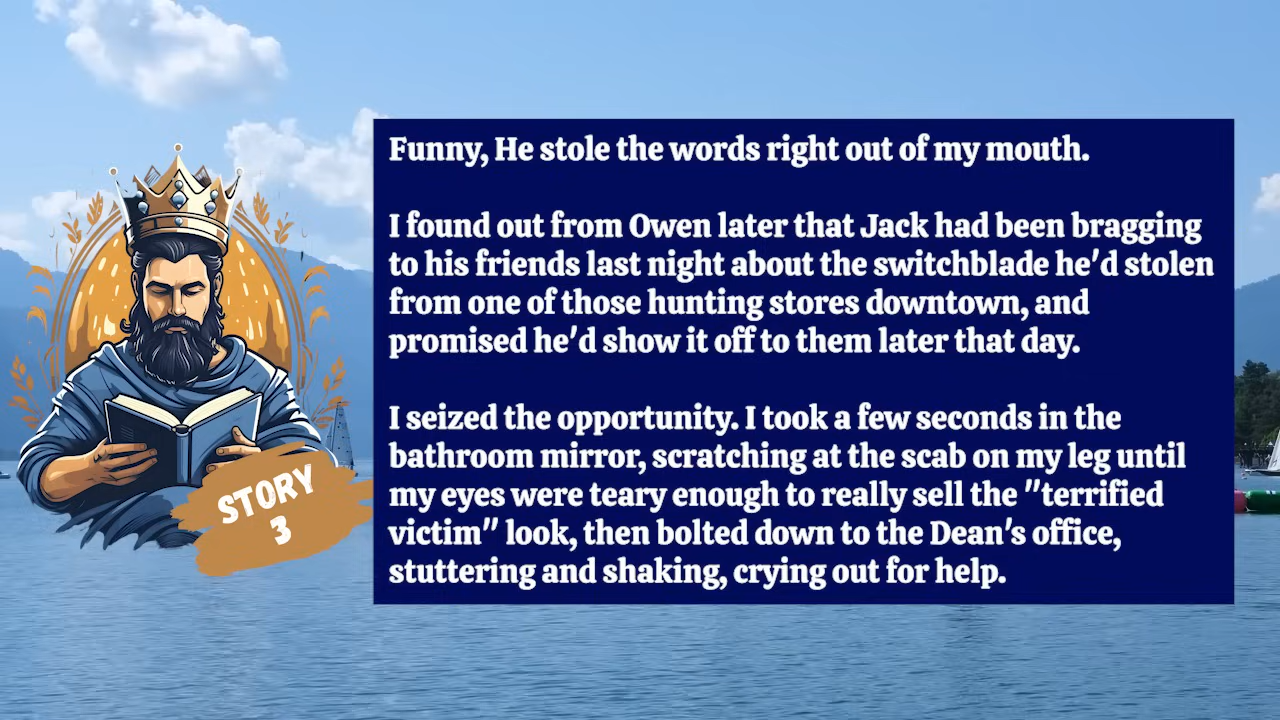 Funny, He stole the words right out of my mouth.
I found out from Owen later that Jack had been bragging
to his friends last night about the switchblade he'd stolen
from one of those hunting stores downtown, and
promised he'd show it off to them later that day.
I seized the opportunity. I took a few seconds in the
bathroom mirror, scratching at the scab on my leg until
my eyes were teary enough to really sell the "terrified
victim" look, then bolted down to the Dean's office,
stuttering and shaking, crying out for help.
STORY
3